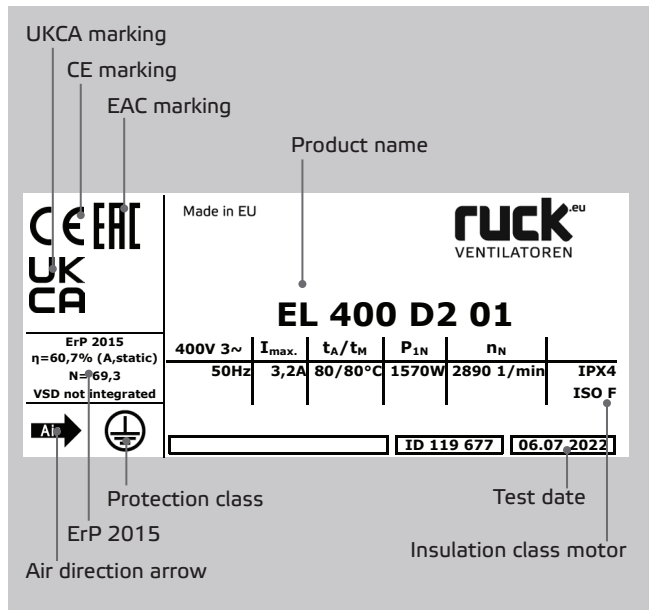 UKCA marking
CE marking
EAC marking
Product name
CE EAC
UK
CA
Made in EU
ruck.eu
VENTILATOREN
EL 400 D2 01
ErP 2015
η=60,7% (A,static)
N= 69,3
VSD not integrated
400V 3~ Imax. tA/tM P1N nN
50Hz 3,2A 80/80°C 1570W 2890 1/min IPX4
ISO F
Air
ID 119 677 06.07.2022
Protection class
Test date
ErP 2015
Insulation class motor
Air direction arrow